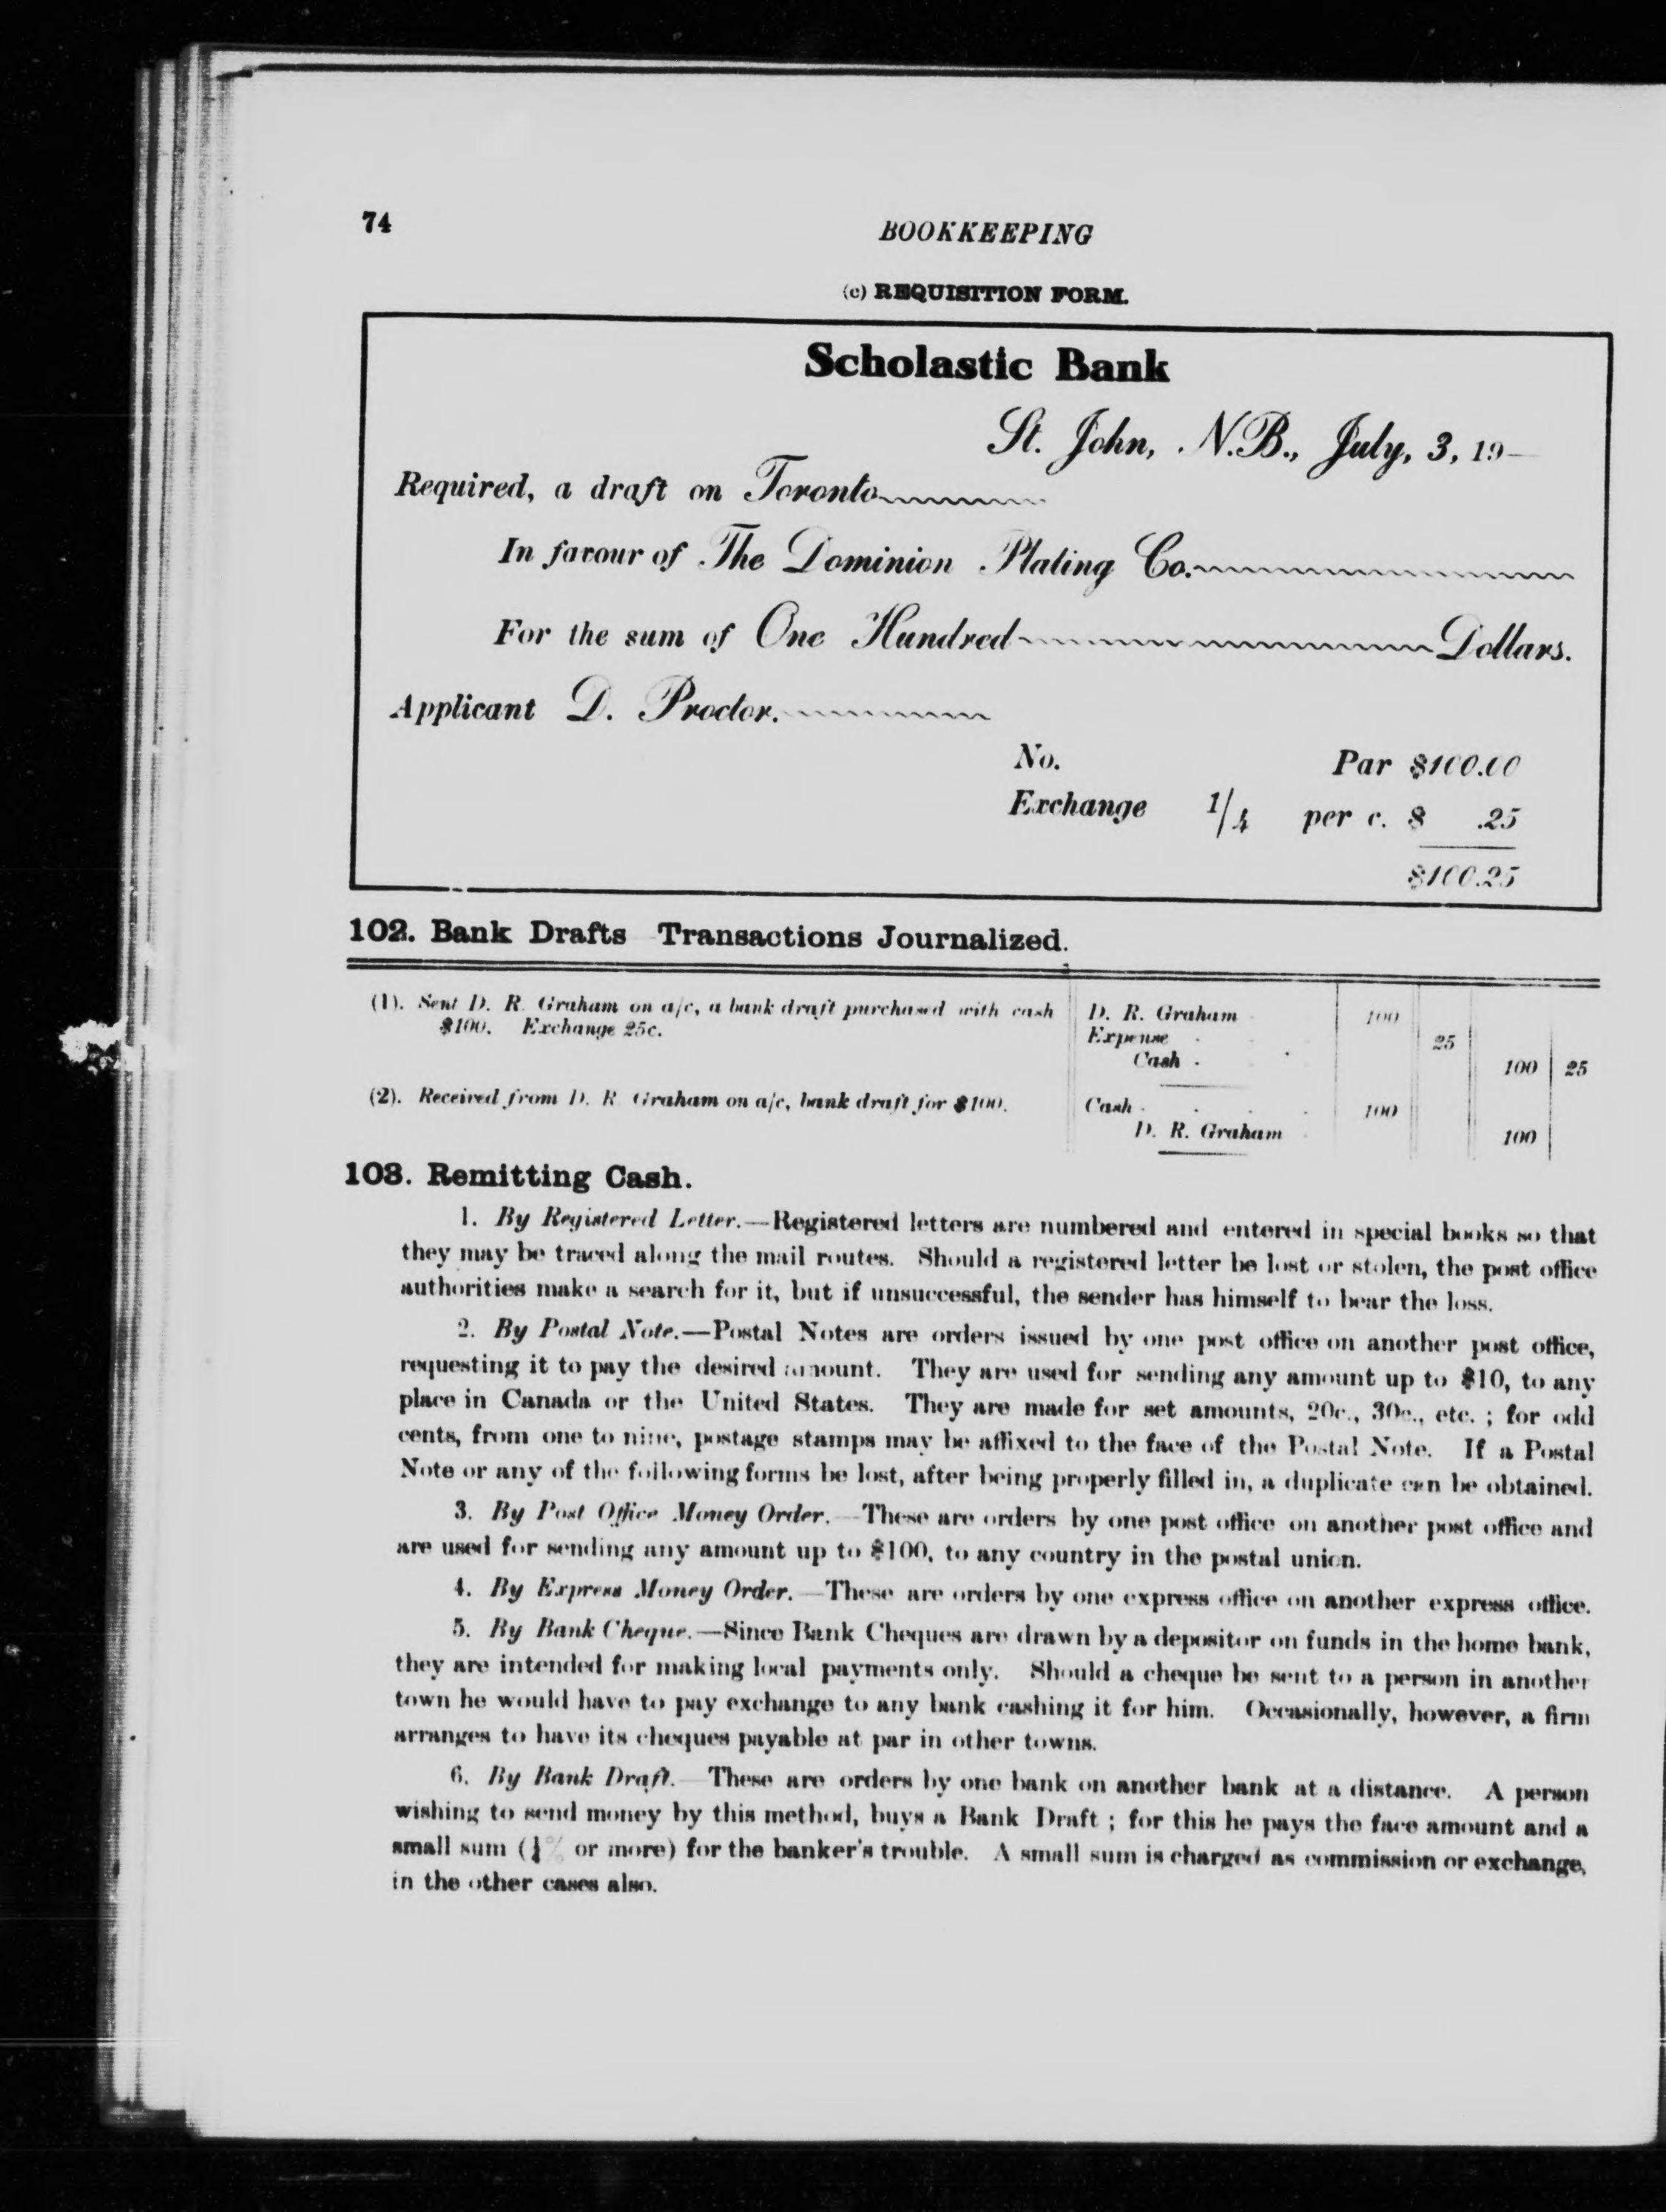 74
BOOKKEEPING
(c) REQUISITION FORM.
Scholastic Bank
St. John, N.B., July, 3, 19—
Required, a draft on Toronto
In favour of The Dominion Plating Co.
For the sum of One Hundred Dollars.
Applicant D. Proctor.
No. Par $100.00
Exchange 1/4 per c. $ .25
$100.25
102. Bank Drafts Transactions Journalized.
(1). Sent D. R. Graham on a/c, a bank draft purchased with cash D. R. Graham 100
$100. Exchange 25c. Expense 25
Cash 100 25
(2). Received from D. R. Graham on a/c, bank draft for $100. Cash 100
D. R. Graham 100
103. Remitting Cash.
1. By Registered Letter.—Registered letters are numbered and entered in special books so that
they may be traced along the mail routes. Should a registered letter be lost or stolen, the post office
authorities make a search for it, but if unsuccessful, the sender has himself to bear the loss.
2. By Postal Note.—Postal Notes are orders issued by one post office on another post office,
requesting it to pay the desired amount. They are used for sending any amount up to $10, to any
place in Canada or the United States. They are made for set amounts, 20c., 30c., etc. ; for odd
cents, from one to nine, postage stamps may be affixed to the face of the Postal Note. If a Postal
Note or any of the following forms be lost, after being properly filled in, a duplicate can be obtained.
3. By Post Office Money Order.—These are orders by one post office on another post office and
are used for sending any amount up to $100, to any country in the postal union.
4. By Express Money Order.—These are orders by one express office on another express office.
5. By Bank Cheque.—Since Bank Cheques are drawn by a depositor on funds in the home bank,
they are intended for making local payments only. Should a cheque be sent to a person in another
town he would have to pay exchange to any bank cashing it for him. Occasionally, however, a firm
arranges to have its cheques payable at par in other towns.
6. By Bank Draft.—These are orders by one bank on another bank at a distance. A person
wishing to send money by this method, buys a Bank Draft ; for this he pays the face amount and a
small sum ( % or more) for the banker's trouble. A small sum is charged as commission or exchange,
in the other cases also.